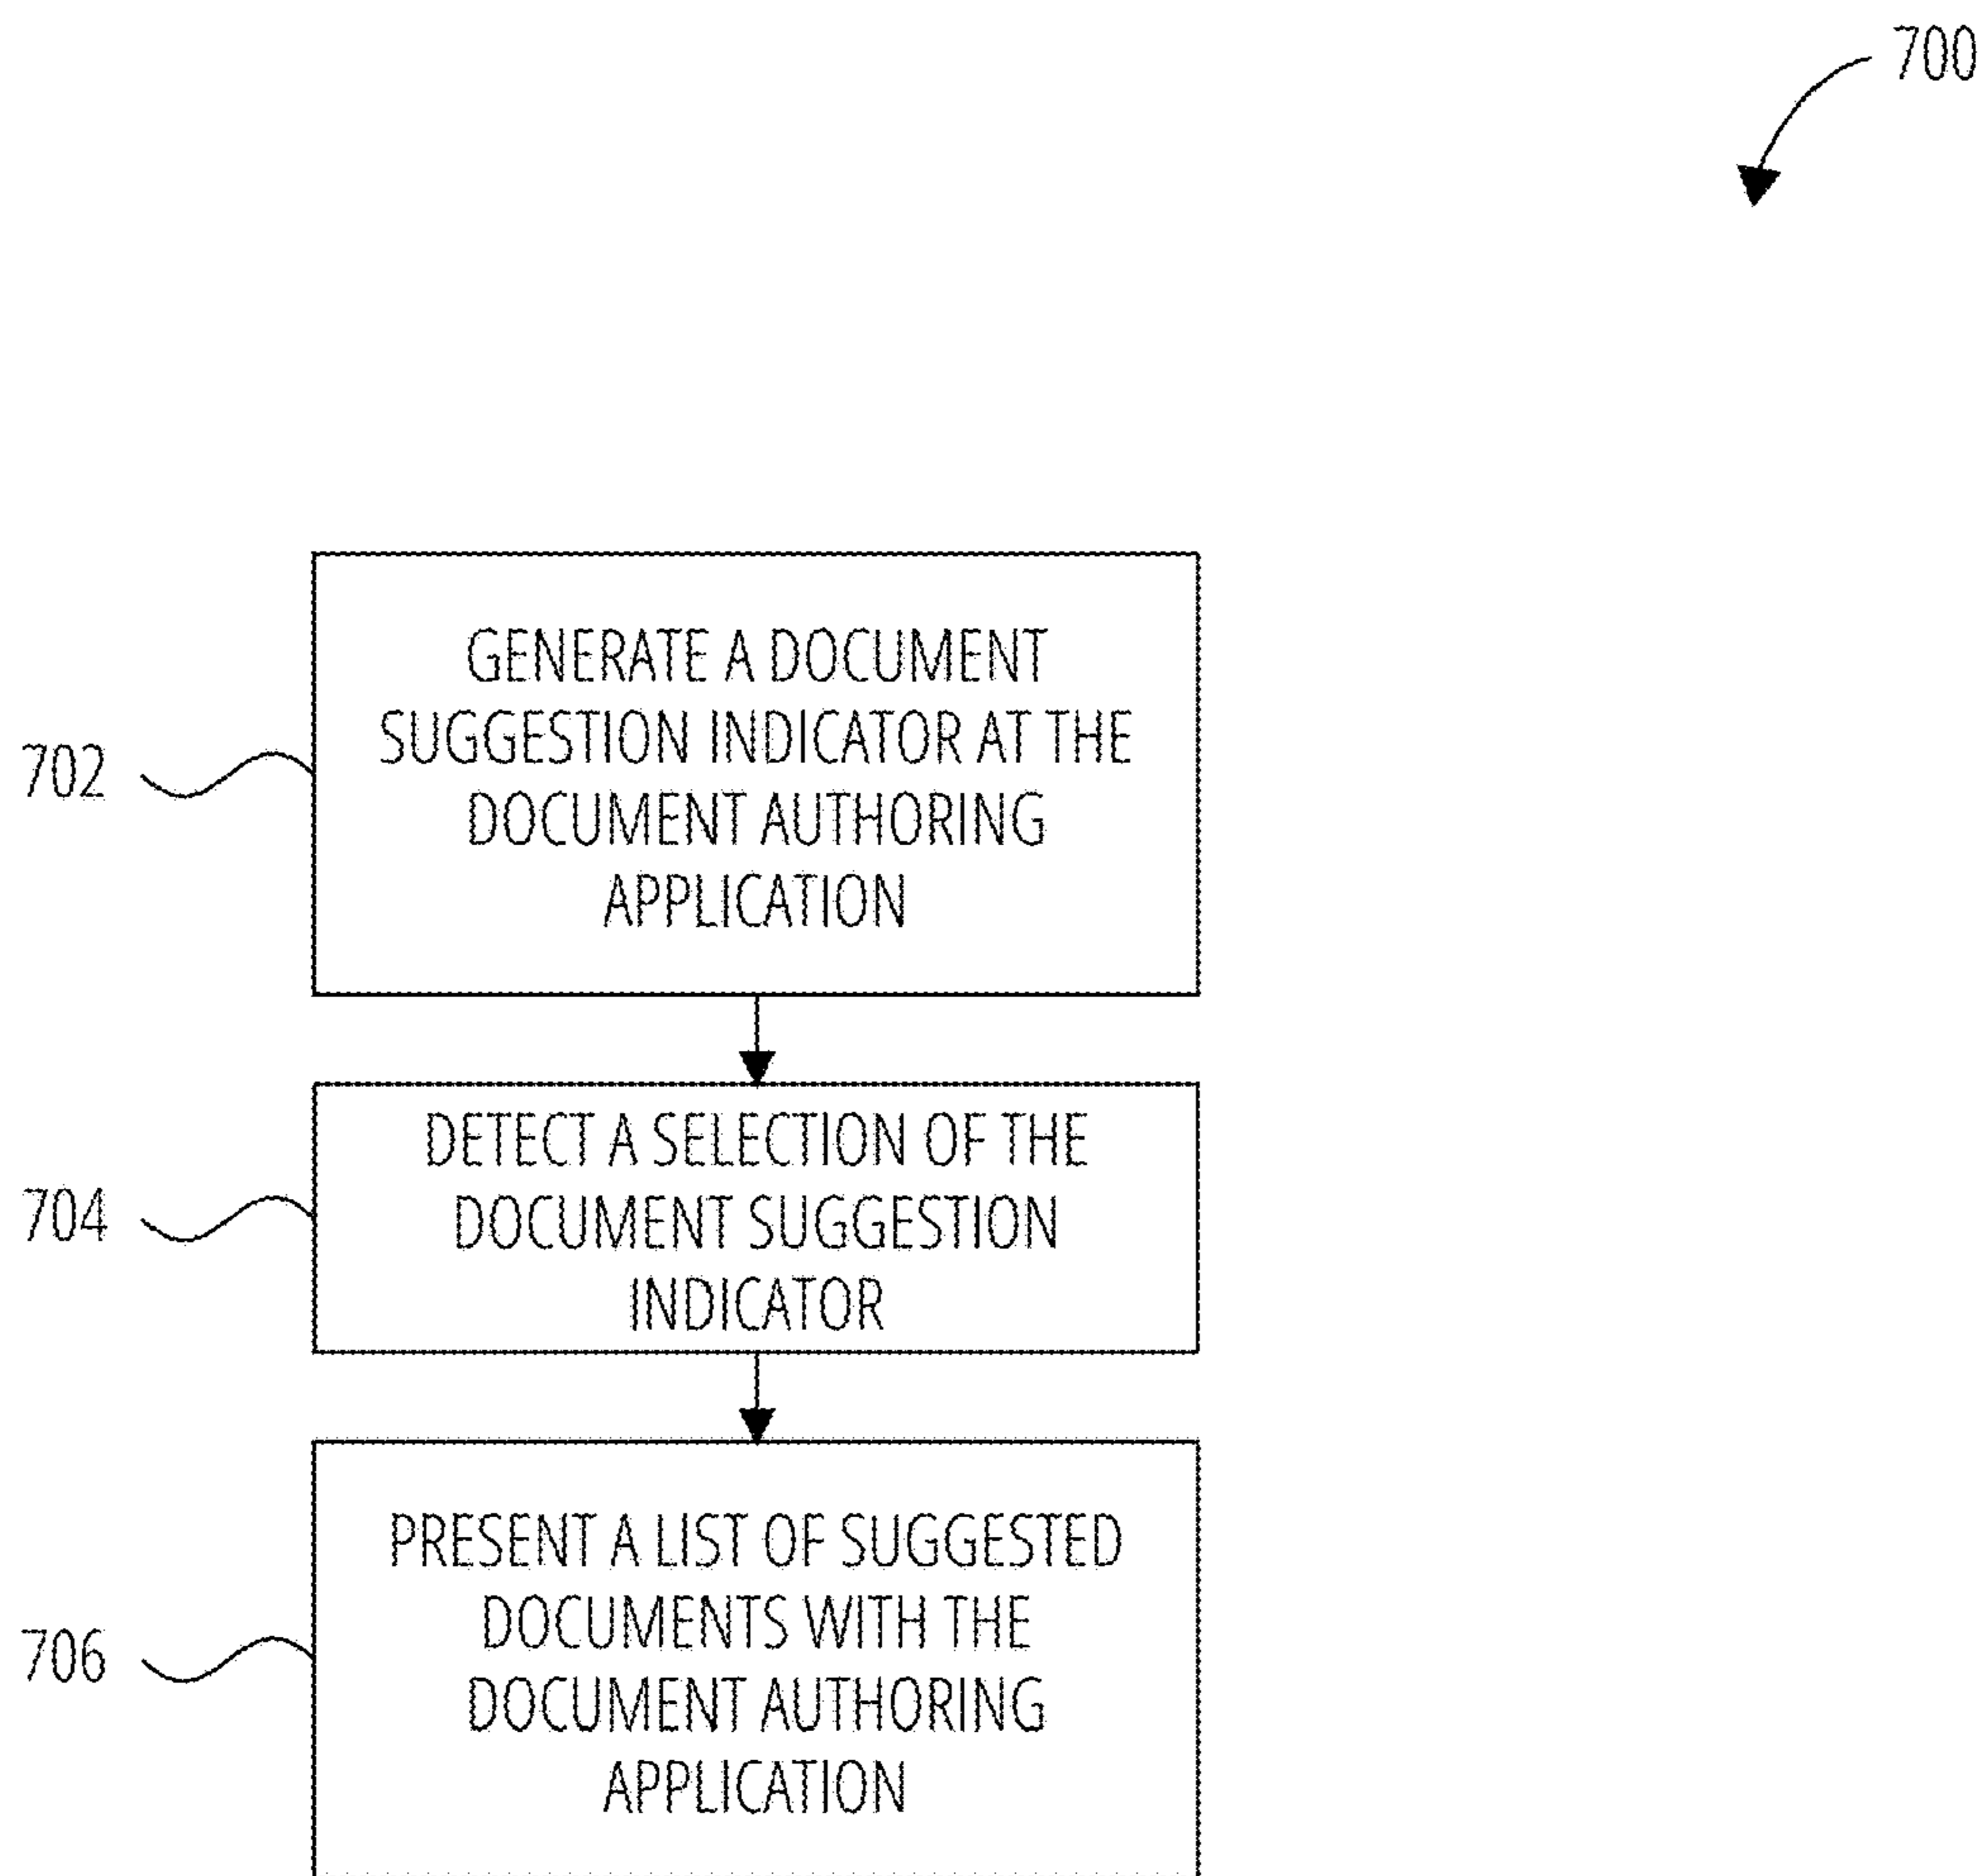 700
GENERATE A DOCUMENT
SUGGESTION INDICATOR AT THE
DOCUMENT AUTHORING
APPLICATION
702
DETECT A SELECTION OF THE
DOCUMENT SUGGESTION
INDICATOR
704
PRESENT A LIST OF SUGGESTED
DOCUMENTS WITH THE
DOCUMENT AUTHORING
APPLICATION
706